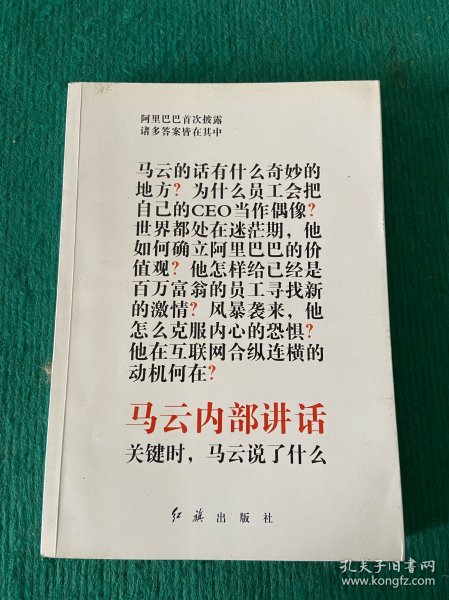 阿里巴巴首次披露
诸多答案皆在其中
马云的话有什么奇妙的
地方？为什么员工会把
自己的CEO当作偶像？
世界都处在迷茫期，他
如何确立阿里巴巴的价
值观？他怎样给已经是
百万富翁的员工寻找新
的激情？风暴袭来，他
怎么克服内心的恐惧？
他在互联网合纵连横的
动机何在？
马云内部讲话
关键时，马云说了什么
红旗出版社
孔夫子旧书网
www.kongfz.com